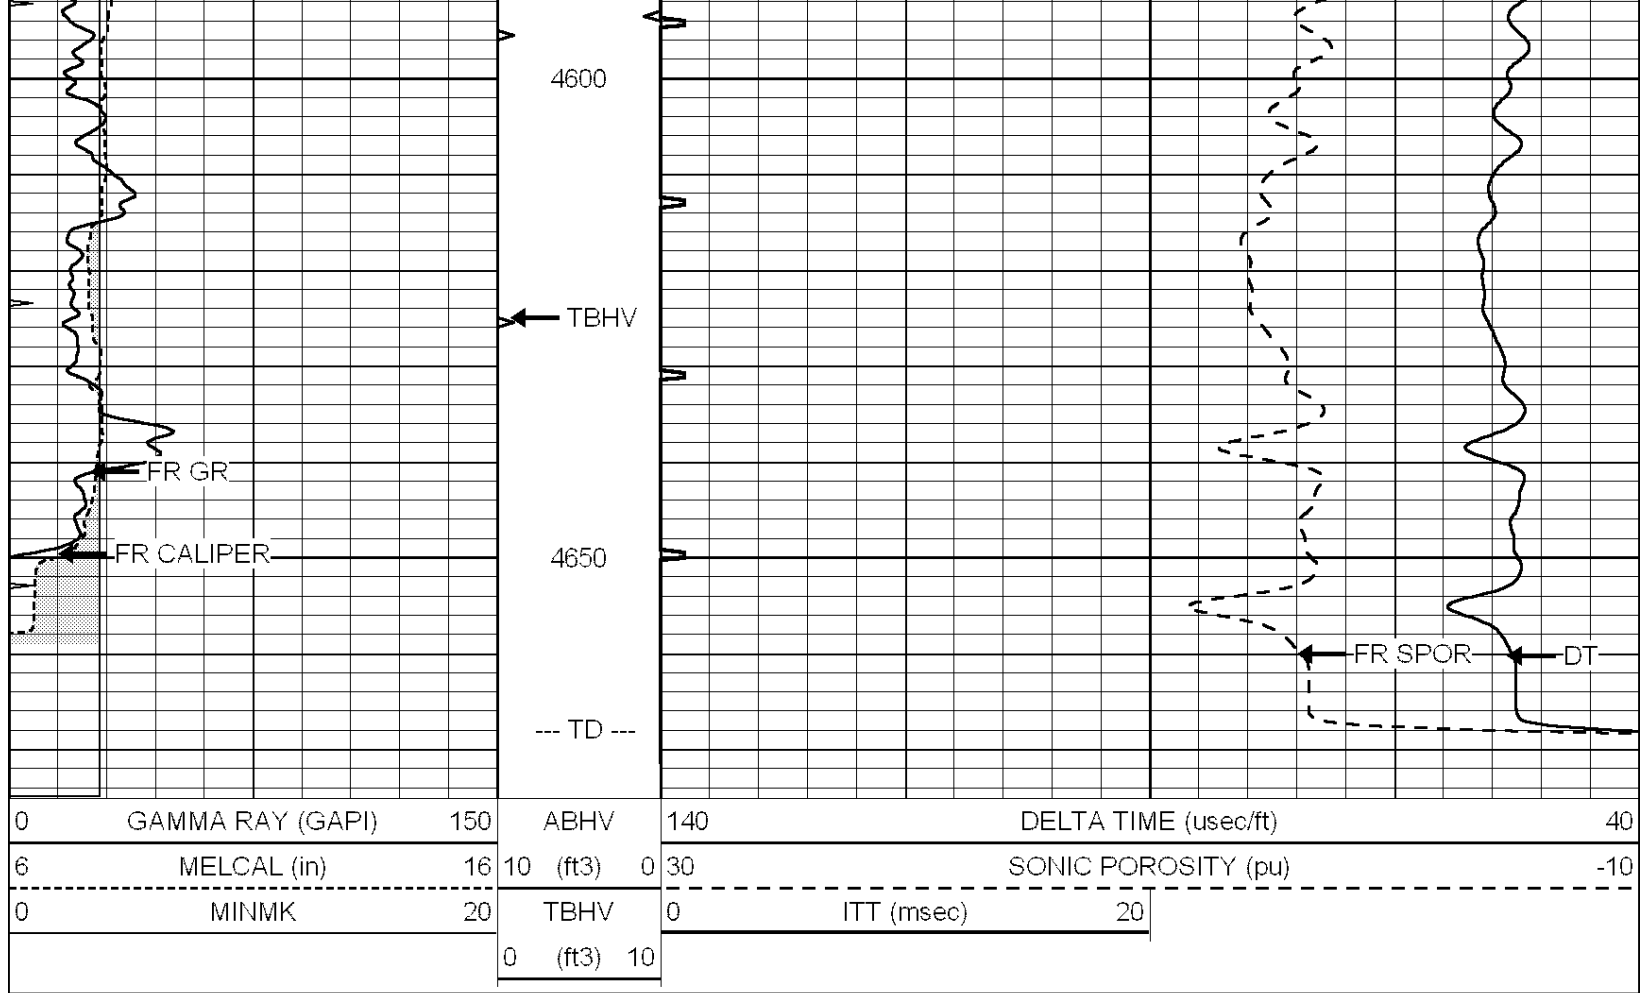 4600
TBHV
FR GR
FR CALIPER
4650
FR SPOR
DT
--- TD ---
0 GAMMA RAY (GAPI) 150 ABHV 140 DELTA TIME (usec/ft) 40
6 MELCAL (in) 16 10 (ft3) 0 30 SONIC POROSITY (pu) -10
0 MINMK 20 TBHV 0 ITT (msec) 20
0 (ft3) 10